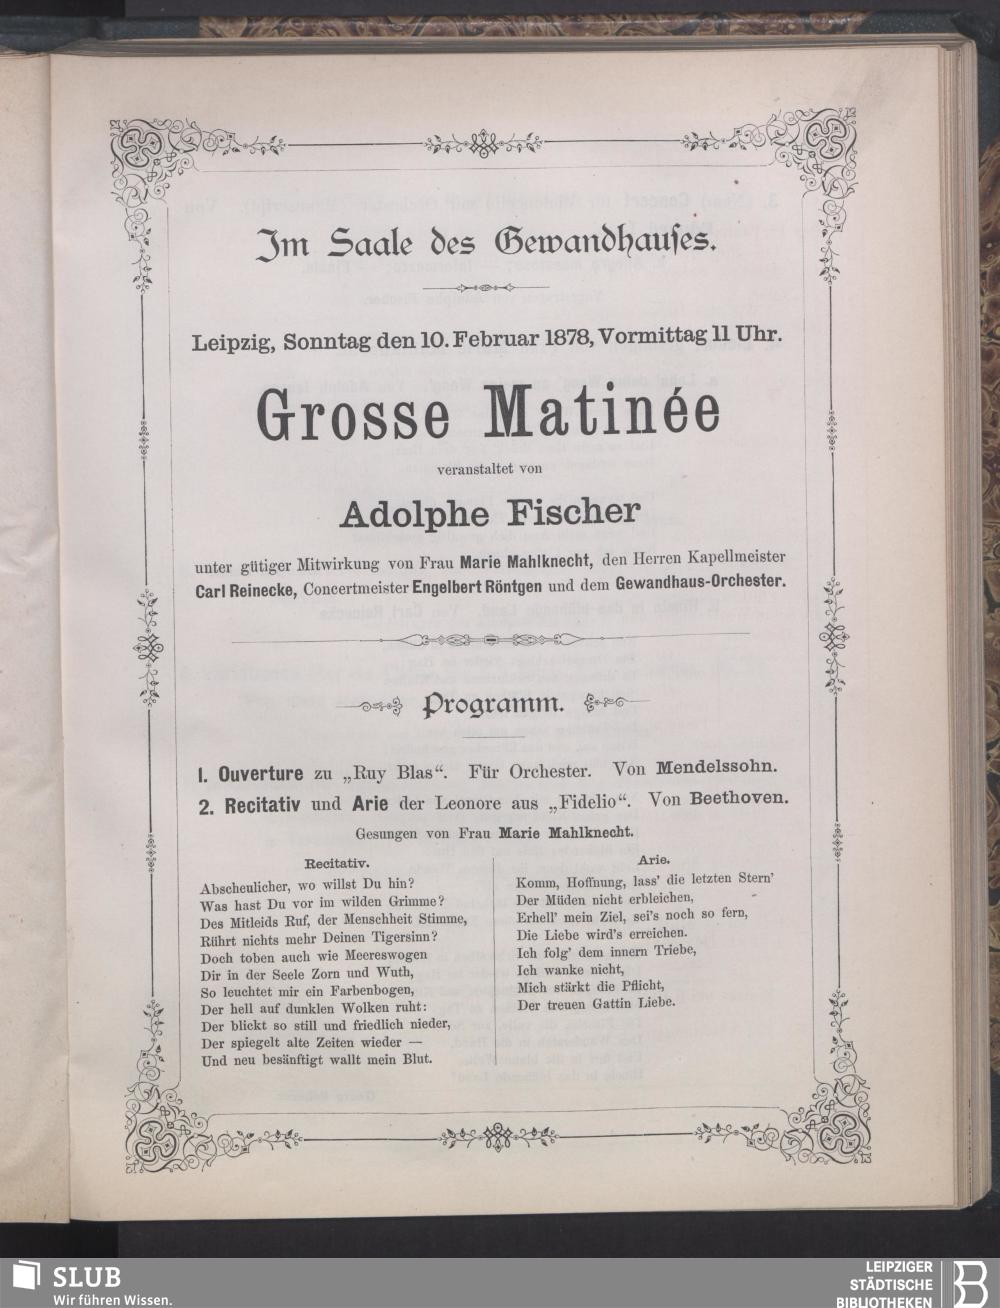 Im Saale des Gewandhauses.
Leipzig, Sonntag den 10. Februar 1878, Vormittag 11 Uhr.
Grosse Matinée
veranstaltet von
Adolphe Fischer
unter gütiger Mitwirkung von Frau Marie Mahlknecht, den Herren Kapellmeister
Carl Reinecke, Concertmeister Engelbert Röntgen und dem Gewandhaus-Orchester.
Programm.
1. Ouverture zu „Ruy Blas“. Für Orchester. Von Mendelssohn.
2. Recitativ und Arie der Leonore aus „Fidelio“. Von Beethoven.
Gesungen von Frau Marie Mahlknecht.
Recitativ.
Abscheulicher, wo willst Du hin?
Was hast Du vor im wilden Grimme?
Des Mitleids Ruf, der Menschheit Stimme,
Rührt nichts mehr Deinen Tigersinn?
Doch toben auch wie Meereswogen
Dir in der Seele Zorn und Wuth,
So leuchtet mir ein Farbenbogen,
Der hell auf dunklen Wolken ruht:
Der blickt so still und friedlich nieder,
Der spiegelt alte Zeiten wieder —
Und neu besänftigt wallt mein Blut.
Arie.
Komm, Hoffnung, lass' die letzten Stern'
Der Müden nicht erbleichen,
Erhell' mein Ziel, sei's noch so fern,
Die Liebe wird's erreichen.
Ich folg' dem innern Triebe,
Ich wanke nicht,
Mich stärkt die Pflicht,
Der treuen Gattin Liebe.
SLUB
Wir führen Wissen.
LEIPZIGER
STÄDTISCHE
BIBLIOTHEKEN